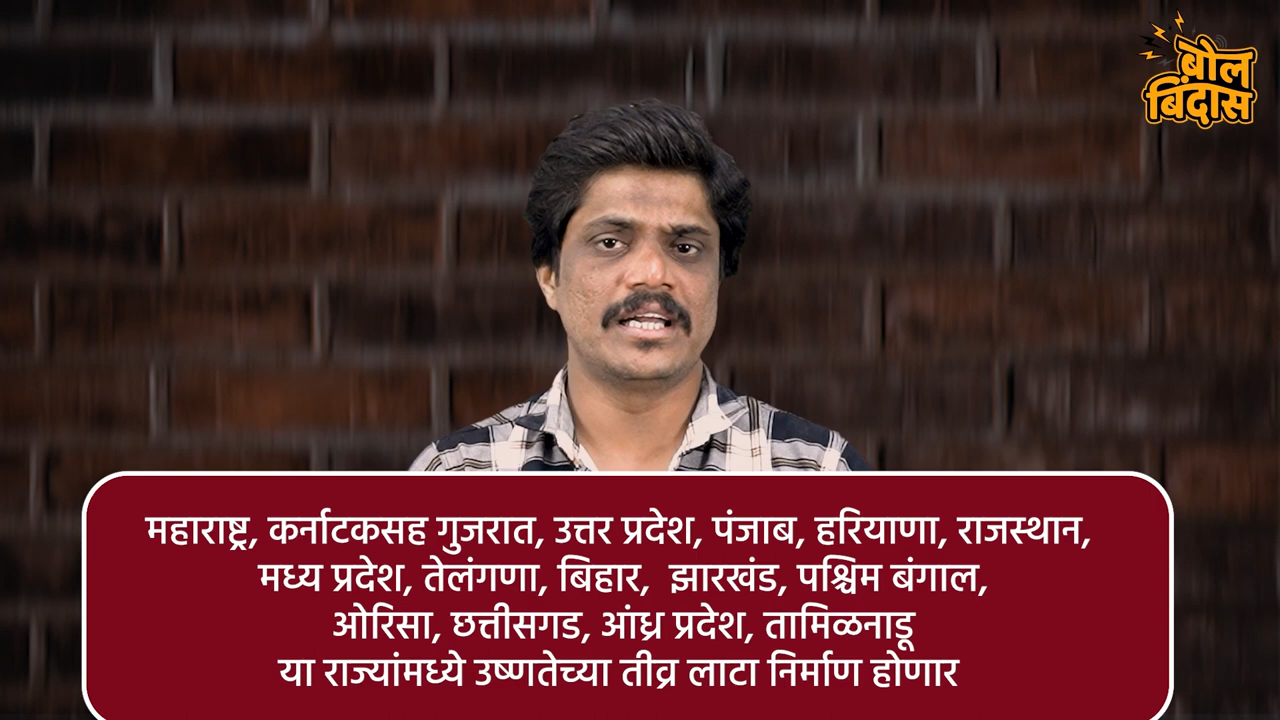 बोल
बिंदास
महाराष्ट्र, कर्नाटकसह गुजरात, उत्तर प्रदेश, पंजाब, हरियाणा, राजस्थान,
मध्य प्रदेश, तेलंगणा, बिहार, झारखंड, पश्चिम बंगाल,
ओरिसा, छत्तीसगड, आंध्र प्रदेश, तामिळनाडू
या राज्यांमध्ये उष्णतेच्या तीव्र लाटा निर्माण होणार